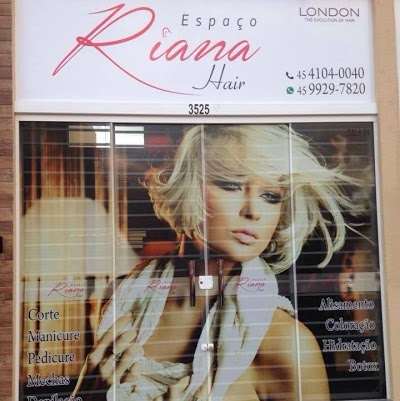 Espaço
Riana
Hair
LONDON
THE EVOLUTION OF HAIR
45 4104-0040
45 9929-7820
3525
Riana
Riana
Riana
Corte
Manicure
Pedicure
Mechas
Depilação
Alisamento
Coloração
Hidratação
Botox